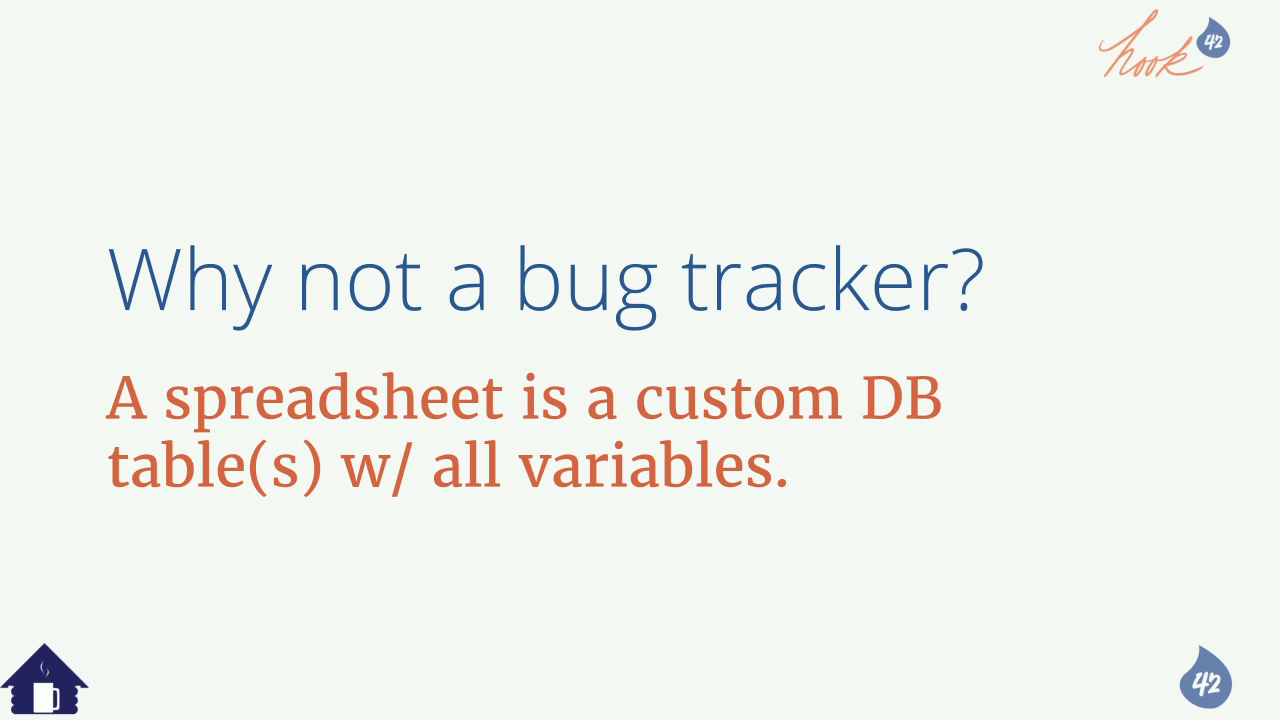 hook 42
Why not a bug tracker?
A spreadsheet is a custom DB
table(s) w/ all variables.
42